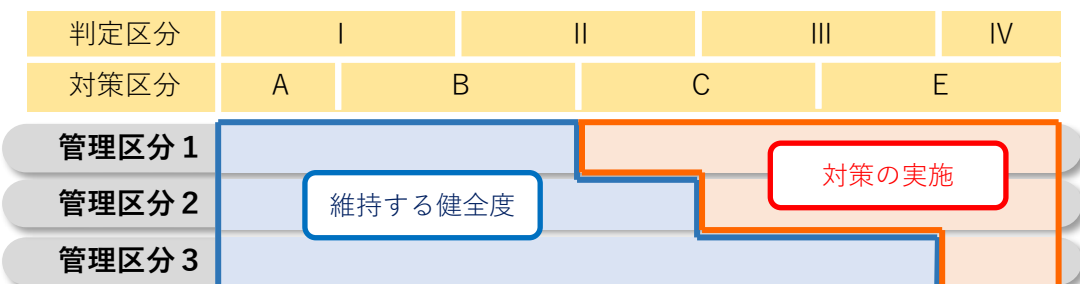 判定区分 I II III IV
対策区分 A B C E
管理区分1
対策の実施
管理区分2
維持する健全度
管理区分3